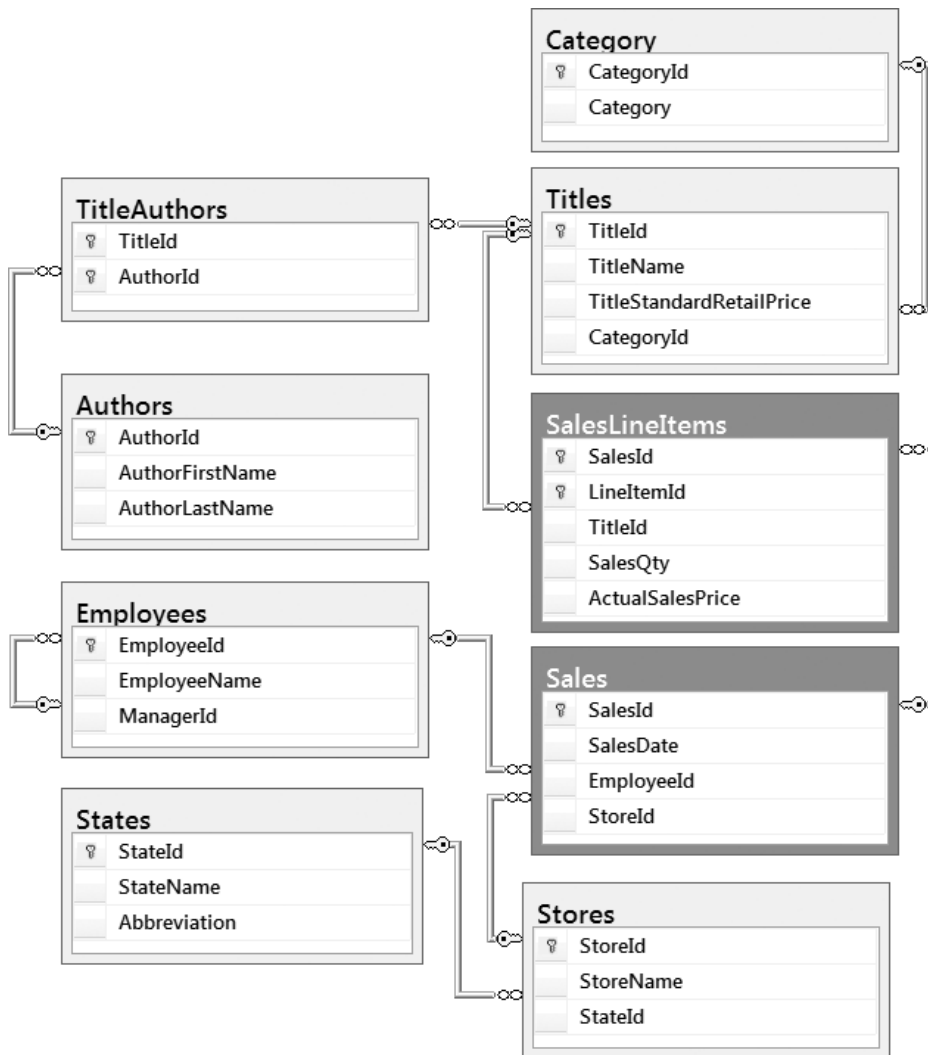 Category
CategoryId
Category
TitleAuthors
TitleId
AuthorId
Titles
TitleId
TitleName
TitleStandardRetailPrice
CategoryId
Authors
AuthorId
AuthorFirstName
AuthorLastName
SalesLineItems
SalesId
LineItemId
TitleId
SalesQty
ActualSalesPrice
Employees
EmployeeId
EmployeeName
ManagerId
Sales
SalesId
SalesDate
EmployeeId
StoreId
States
StateId
StateName
Abbreviation
Stores
StoreId
StoreName
StateId